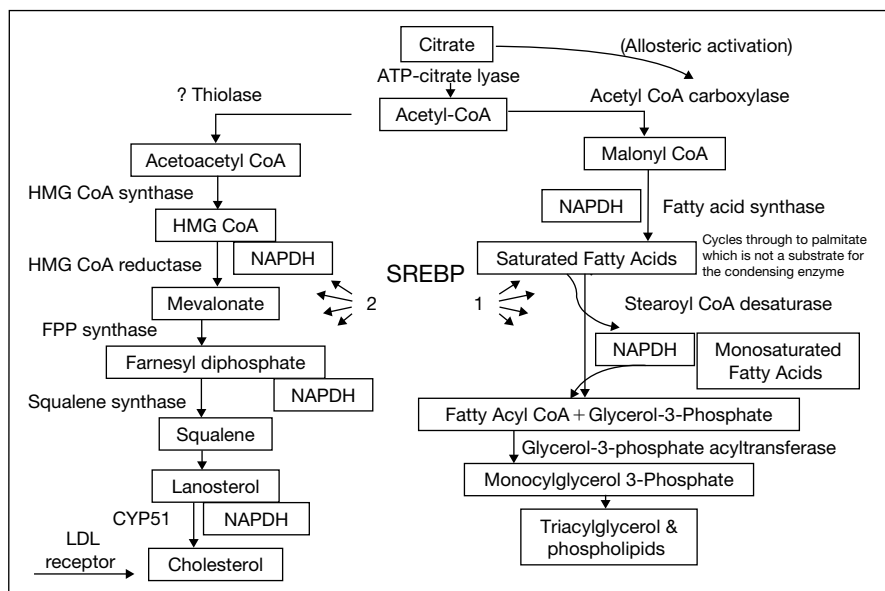 Citrate
(Allosteric activation)
ATP-citrate lyase
? Thiolase
Acetyl-CoA
Acetyl CoA carboxylase
Acetoacetyl CoA
Malonyl CoA
HMG CoA synthase
NAPDH
Fatty acid synthase
HMG CoA
NAPDH
HMG CoA reductase
SREBP
2
1
Saturated Fatty Acids
Cycles through to palmitate
which is not a substrate for
the condensing enzyme
Mevalonate
Stearoyl CoA desaturase
FPP synthase
Farnesyl diphosphate
NAPDH
NAPDH
Monosaturated
Fatty Acids
Squalene synthase
Fatty Acyl CoA + Glycerol-3-Phosphate
Squalene
Glycerol-3-phosphate acyltransferase
Lanosterol
Monocylglycerol 3-Phosphate
CYP51
NAPDH
Triacylglycerol &
phospholipids
LDL
receptor
Cholesterol